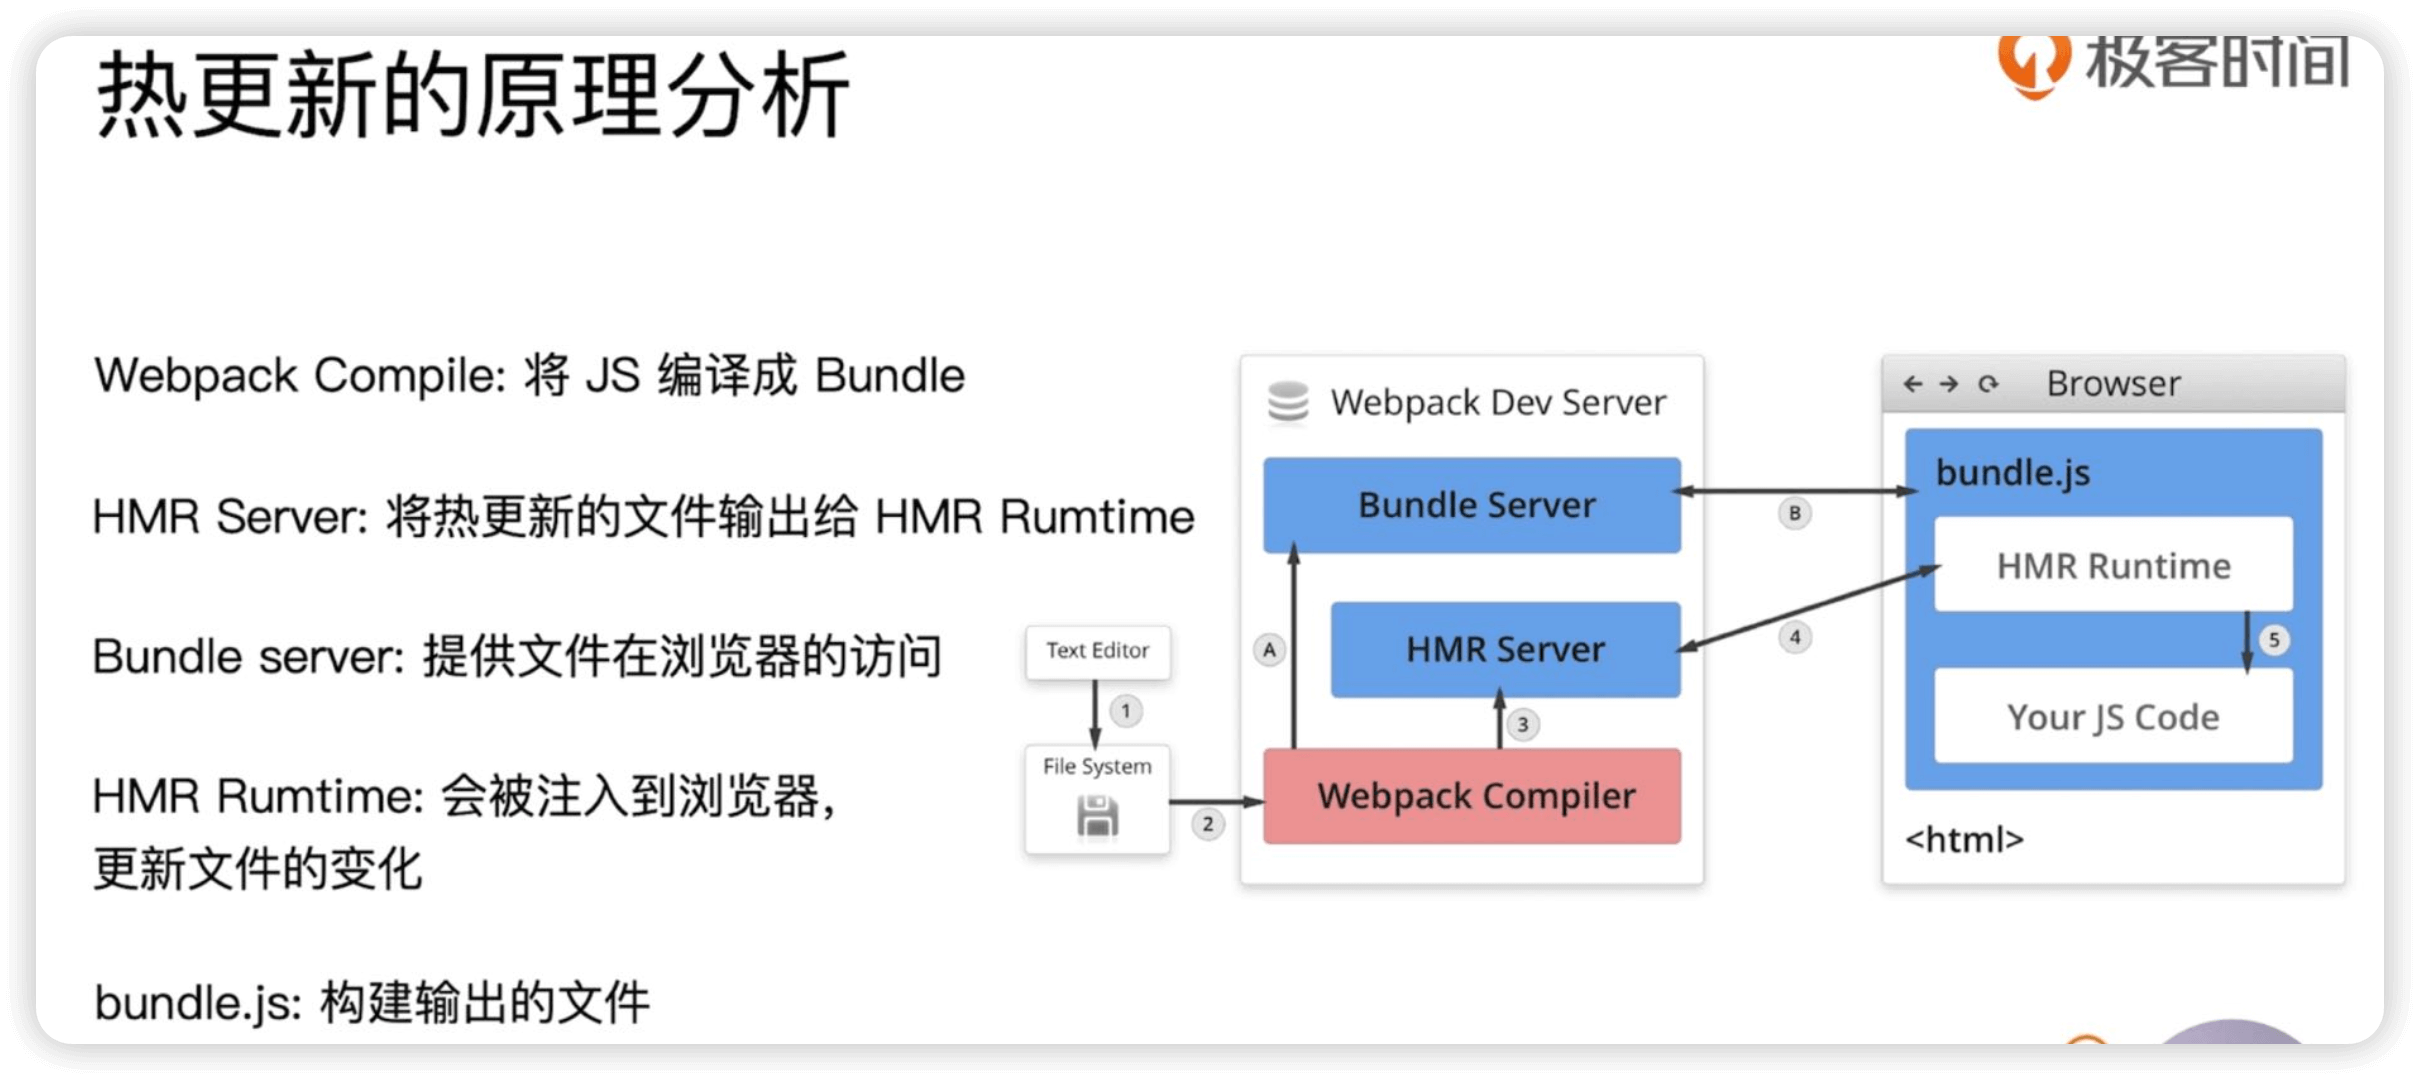 热更新的原理分析
极客时间
Webpack Compile: 将 JS 编译成 Bundle
HMR Server: 将热更新的文件输出给 HMR Rumtime
Bundle server: 提供文件在浏览器的访问
HMR Rumtime: 会被注入到浏览器，
更新文件的变化
bundle.js: 构建输出的文件
Text Editor
1
File System
2
Webpack Dev Server
Bundle Server
A
HMR Server
3
Webpack Compiler
B
4
Browser
bundle.js
HMR Runtime
5
Your JS Code
<html>